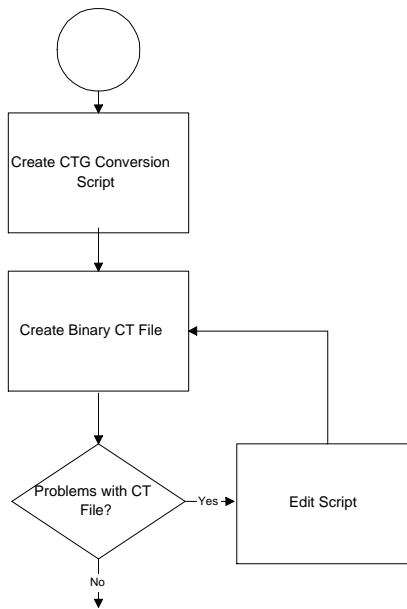 Create CTG Conversion
Script
Create Binary CT File
Problems with CT
File?
Yes
Edit Script
No